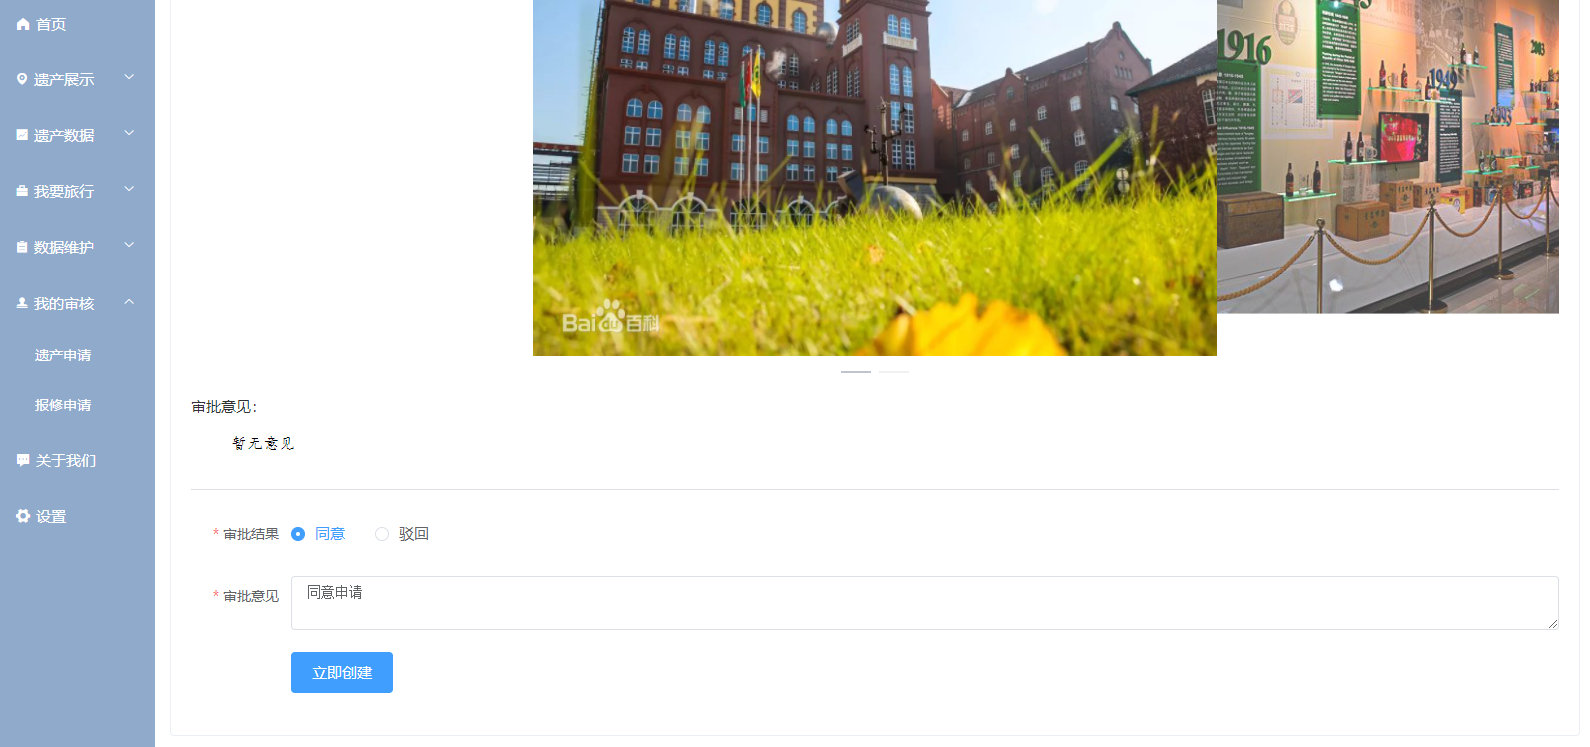 首页
遗产展示
遗产数据
我要旅行
数据维护
我的审核
遗产申请
报修申请
关于我们
设置
1916
1949
2003
Bai du 百科
审批意见：
暂无意见
* 审批结果 同意 驳回
* 审批意见 同意申请
立即创建